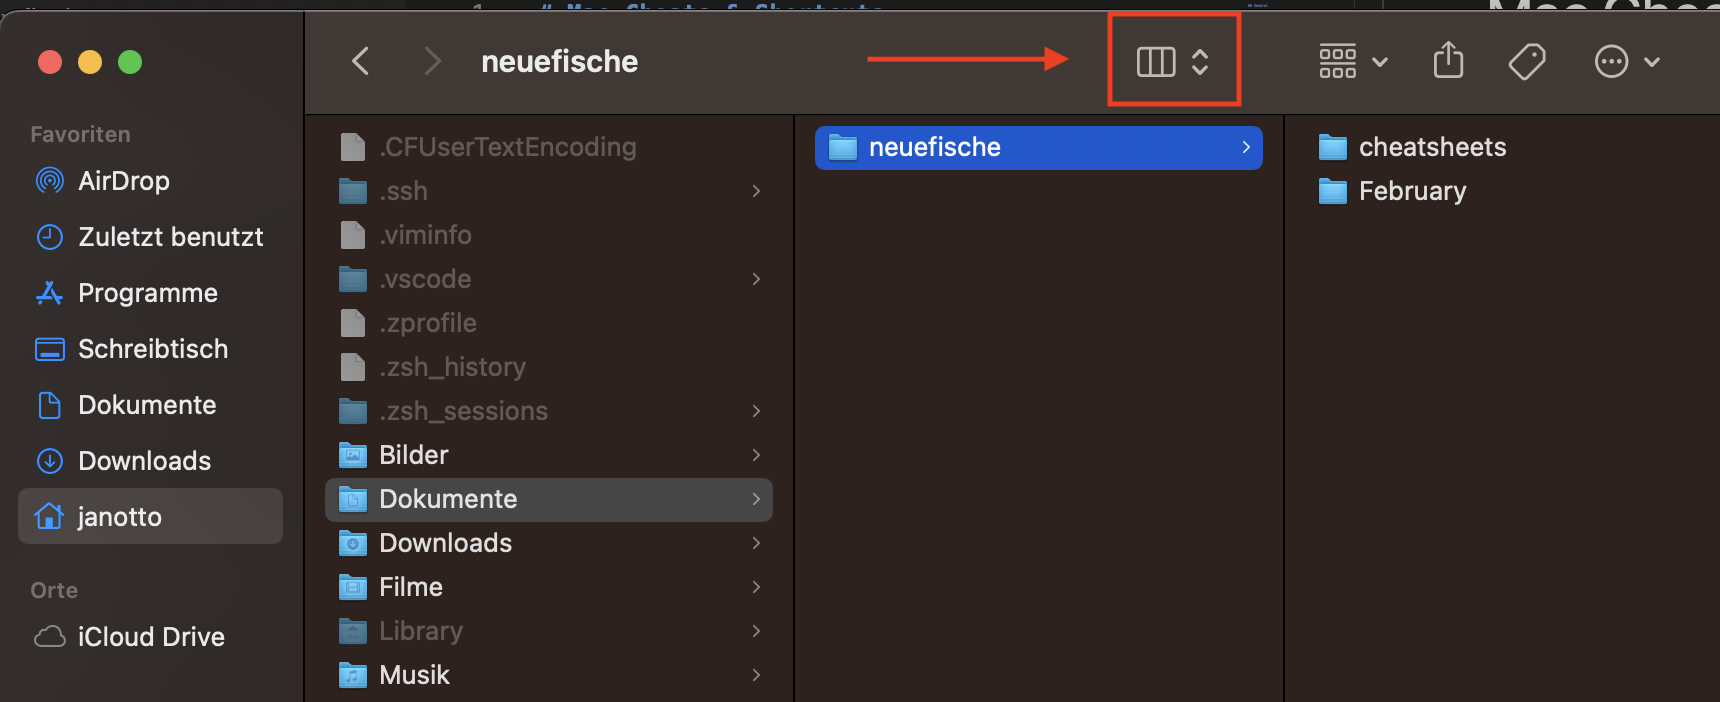 neuefische
Favoriten
AirDrop
Zuletzt benutzt
Programme
Schreibtisch
Dokumente
Downloads
janotto
Orte
iCloud Drive
.CFUserTextEncoding
.ssh
.viminfo
.vscode
.zprofile
.zsh_history
.zsh_sessions
Bilder
Dokumente
Downloads
Filme
Library
Musik
neuefische
cheatsheets
February